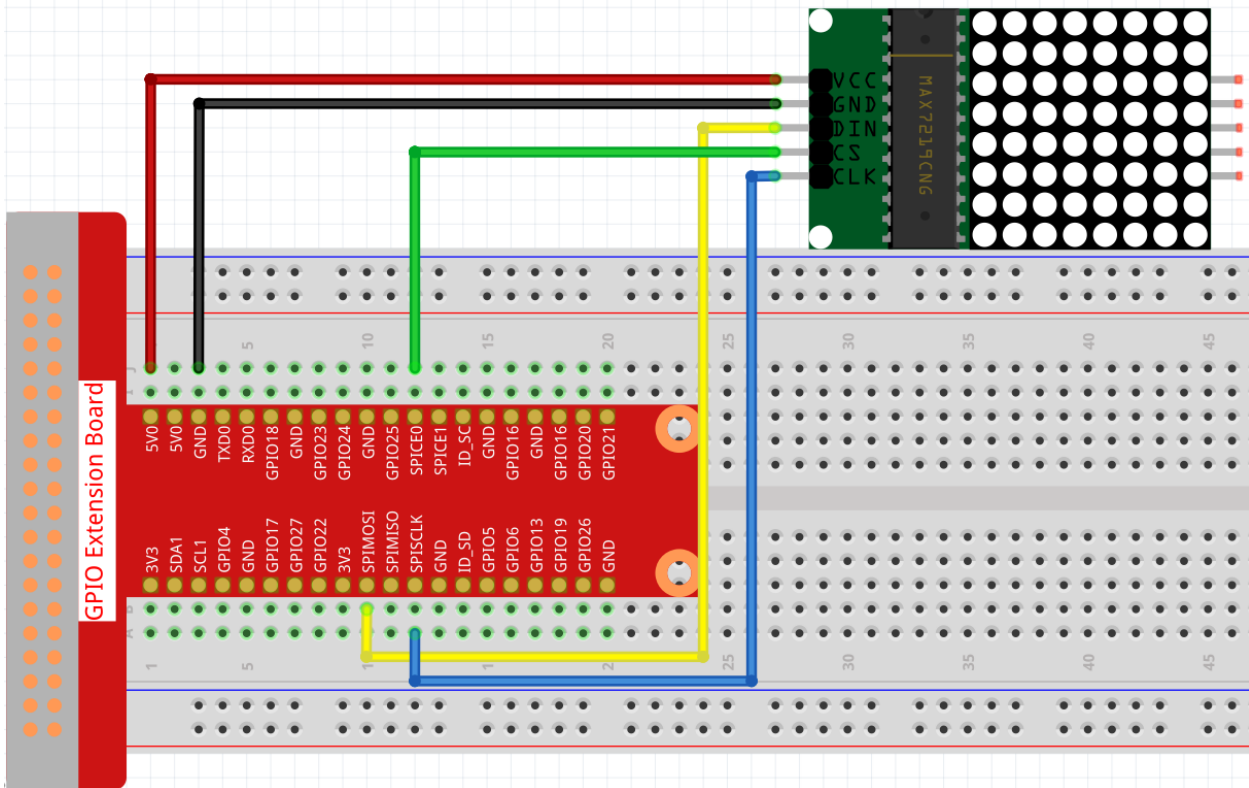 VCC
GND
DIN
CS
CLK
MAX7219CNG
5 10 15 20 25 30 35 40 45
J
GPIO Extension Board
5V0
5V0
GND
TXD0
RXD0
GPIO18
GND
GPIO23
GPIO24
GND
GPIO25
SPICE0
SPICE1
ID_SC
GND
GPIO16
GND
GPIO16
GPIO20
GPIO21
3V3
SDA1
SCL1
GPIO4
GND
GPIO17
GPIO27
GPIO22
3V3
SPIMOSI
SPIMISO
SPISCLK
GND
ID_SD
GPIO5
GPIO6
GPIO13
GPIO19
GPIO26
GND
B
A
1 5 1 1 2 25 30 35 40 45